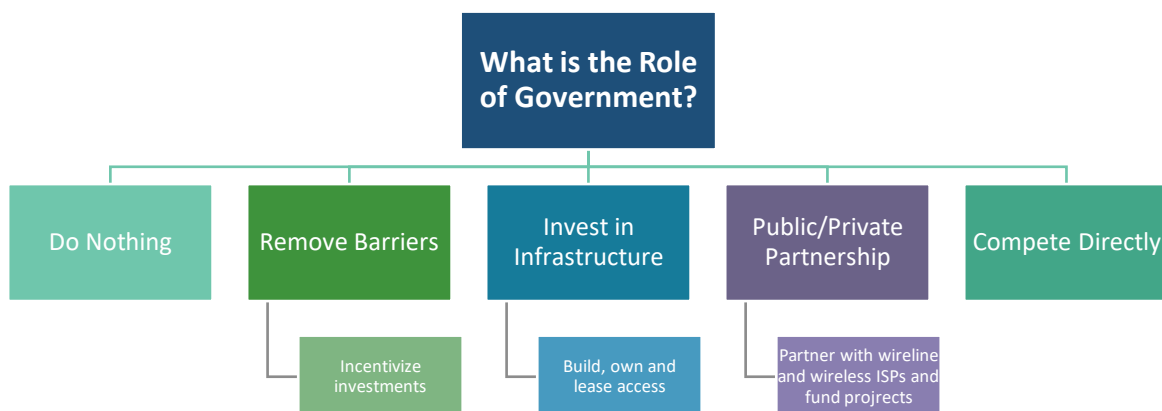 What is the Role
of Government?
Do Nothing
Remove Barriers
Invest in
Infrastructure
Public/Private
Partnership
Compete Directly
Incentivize
investments
Build, own and
lease access
Partner with wireline
and wireless ISPs and
fund projrects